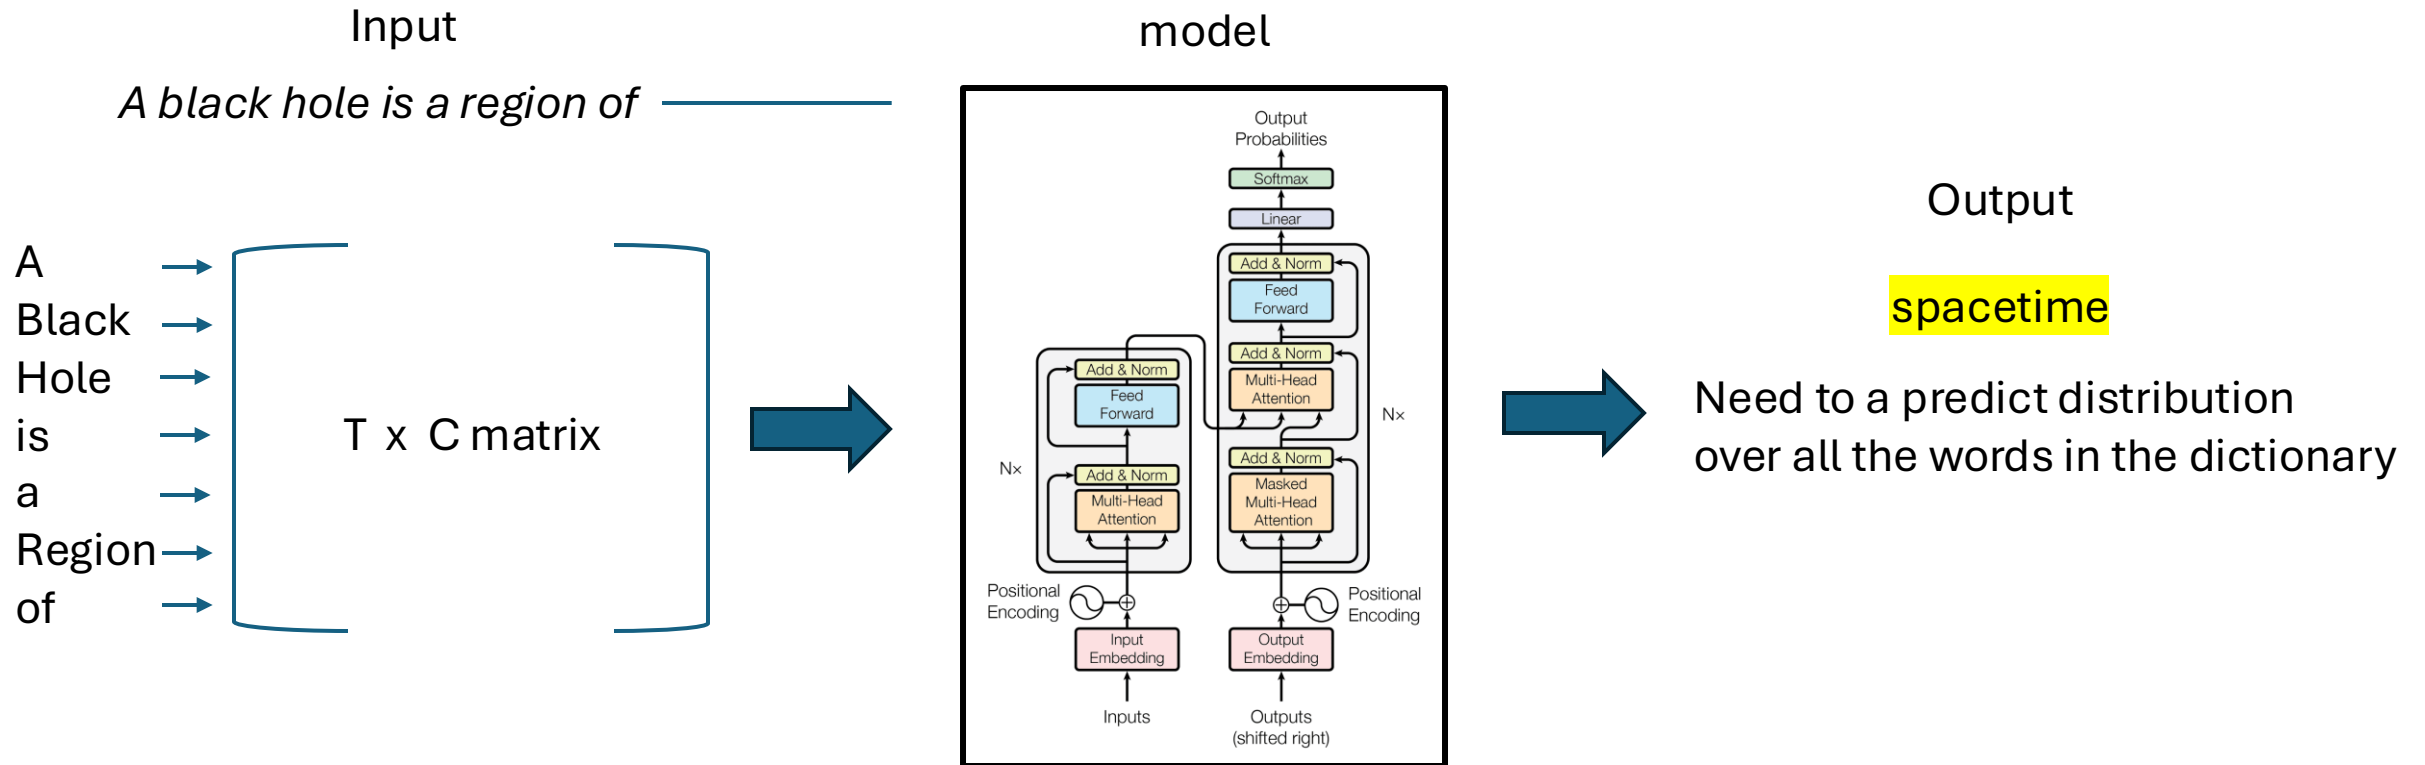 Input
A black hole is a region of
A
Black
Hole
is
a
Region
of
T x C matrix
model
Output
Probabilities
Softmax
Linear
Add & Norm
Feed
Forward
Add & Norm
Multi-Head
Attention
Add & Norm
Masked
Multi-Head
Attention
Nx
Add & Norm
Feed
Forward
Add & Norm
Multi-Head
Attention
Nx
Positional
Encoding
Positional
Encoding
Input
Embedding
Output
Embedding
Inputs
Outputs
(shifted right)
Output
spacetime
Need to a predict distribution
over all the words in the dictionary